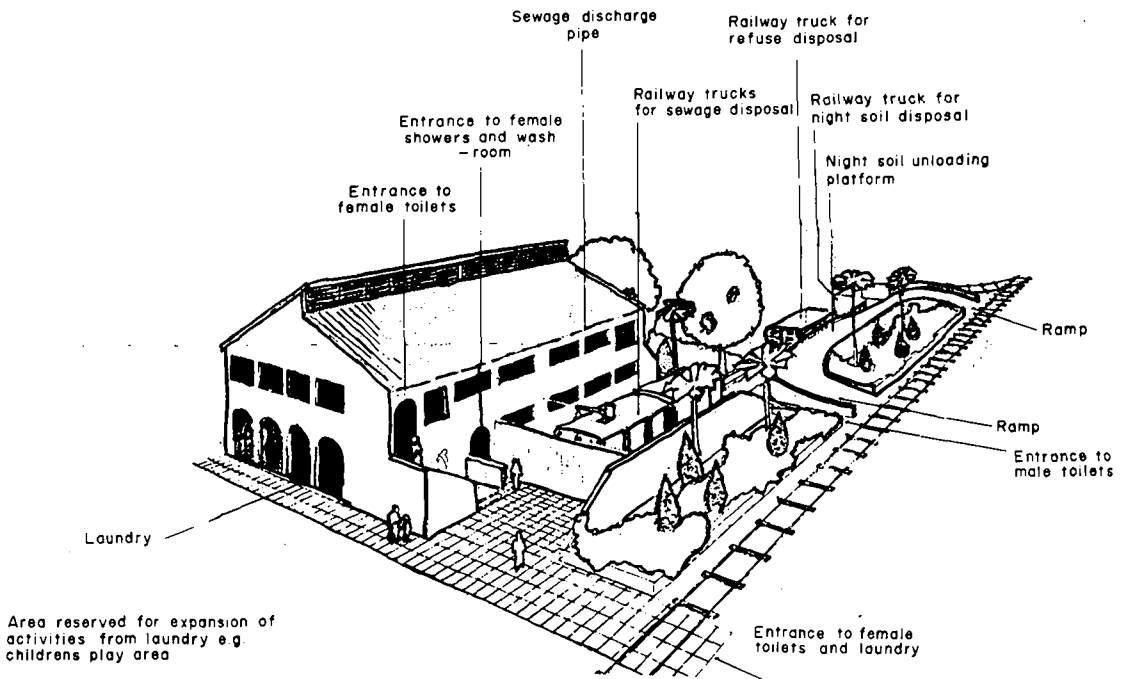 Sewage discharge
pipe
Railway truck for
refuse disposal
Railway trucks
for sewage disposal
Railway truck for
night soil disposal
Entrance to female
showers and wash
-room
Night soil unloading
platform
Entrance to
female toilets
Ramp
Ramp
Entrance to
male toilets
Laundry
Area reserved for expansion of
activities from laundry e.g.
childrens play area
Entrance to female
toilets and laundry